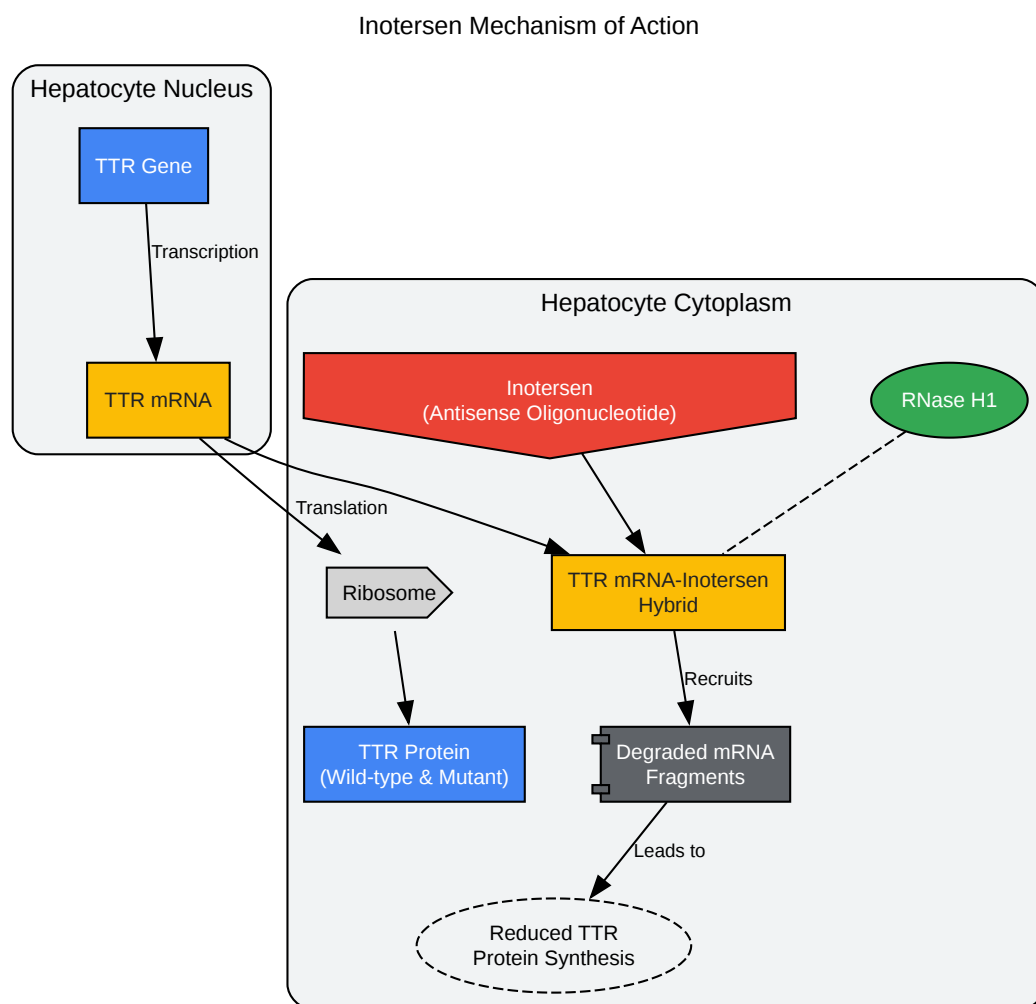 Inotersen Mechanism of Action
Hepatocyte Nucleus
TTR Gene
Transcription
Hepatocyte Cytoplasm
TTR mRNA
Inotersen
(Antisense Oligonucleotide)
RNase H1
Translation
Ribosome
TTR mRNA-Inotersen
Hybrid
Recruits
TTR Protein
(Wild-type & Mutant)
Degraded mRNA
Fragments
Leads to
Reduced TTR
Protein Synthesis